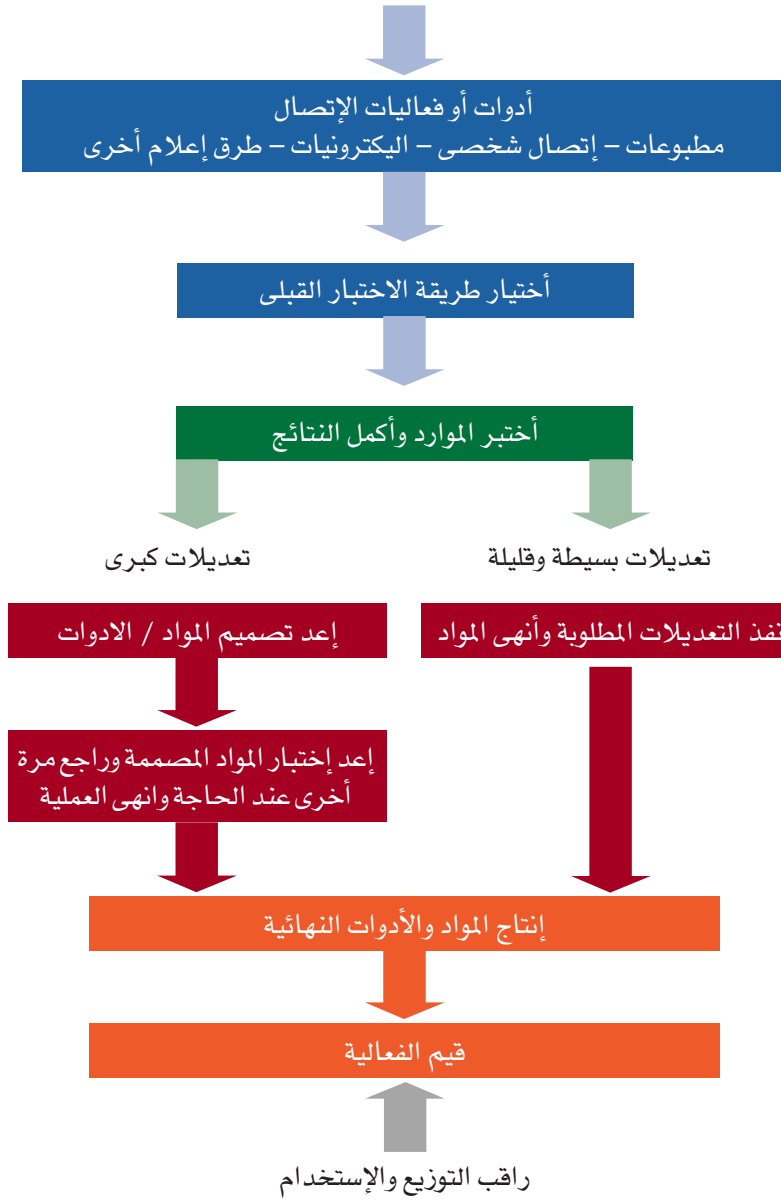 أدوات أو فعاليات الإتصال
مطبوعات – إتصال شخصى – اليكترونيات – طرق إعلام أخرى
أختيار طريقة الاختبار القبلى
أختبر الموارد وأكمل النتائج
تعديلات بسيطة وقليلة
تعديلات كبرى
نفذ التعديلات المطلوبة وأنهى المواد
إعد تصميم المواد / الادوات
إعد إختبار المواد المصممة وراجع مرة
أخرى عند الحاجة وانهى العملية
إنتاج المواد والأدوات النهائية
قيم الفعالية
راقب التوزيع والإستخدام